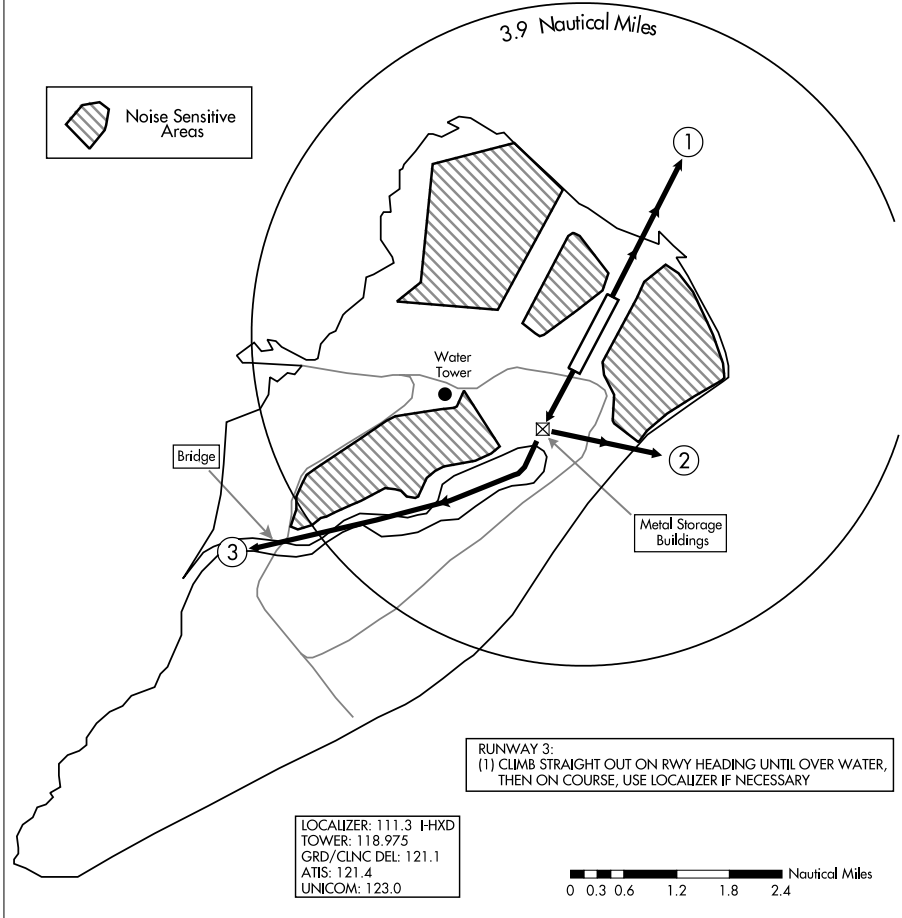 3.9 Nautical Miles
Noise Sensitive
Areas
1
Water
Tower
Bridge
2
Metal Storage
Buildings
3
RUNWAY 3:
(1) CLIMB STRAIGHT OUT ON RWY HEADING UNTIL OVER WATER,
THEN ON COURSE, USE LOCALIZER IF NECESSARY
LOCALIZER: 111.3 I-HXD
TOWER: 118.975
GRD/CLNC DEL: 121.1
ATIS: 121.4
UNICOM: 123.0
Nautical Miles
0 0.3 0.6 1.2 1.8 2.4